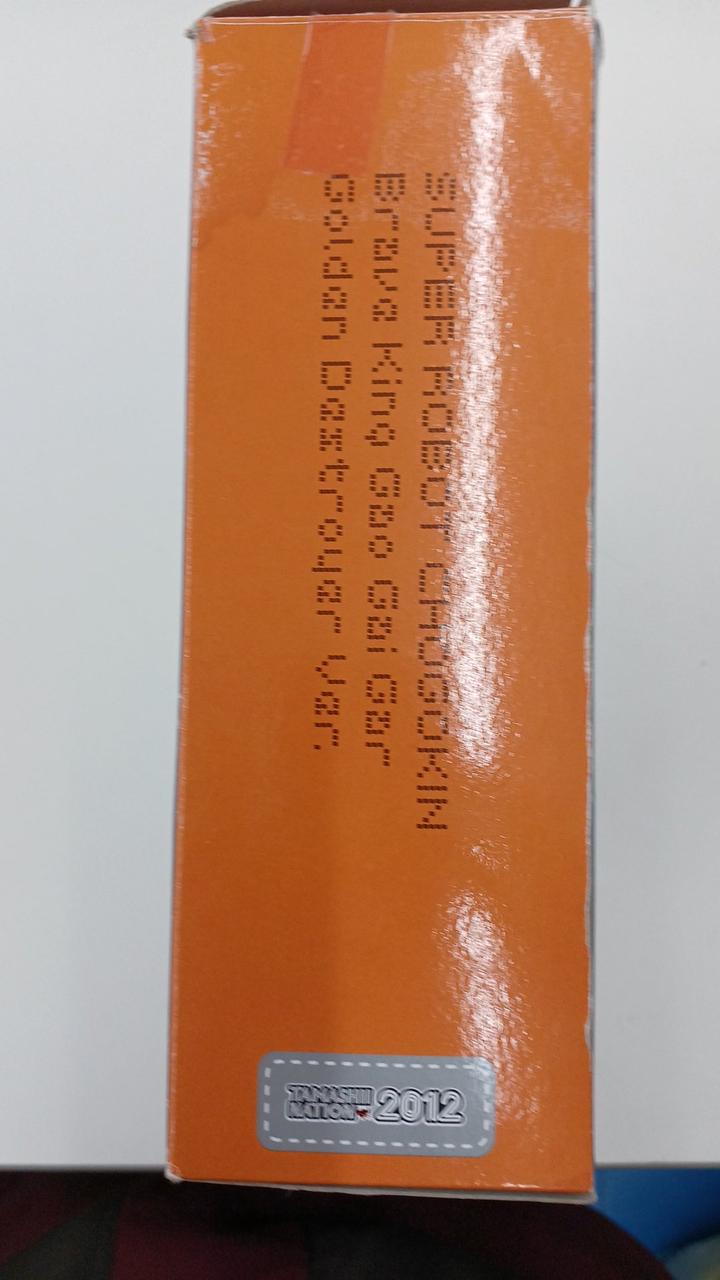 SUPER ROBOT CHOGOKIN
Brave King Gao Gai Gar
Golden Destroyer Ver.
TAMASHII
NATION 2012